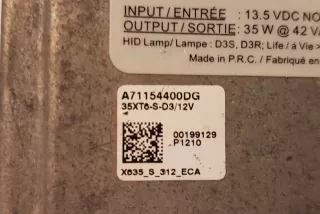 INPUT / ENTRÉE : 13.5 VDC NO
OUTPUT / SORTIE: 35 W @ 42 V
HID Lamp/ Lampe : D3S, D3R; Life / à Vie >
Made in P.R.C. / Fabriqué en
A71154400DG
35XT6-S-D3/12V
00199129
P1210
X635_S_312_ECA